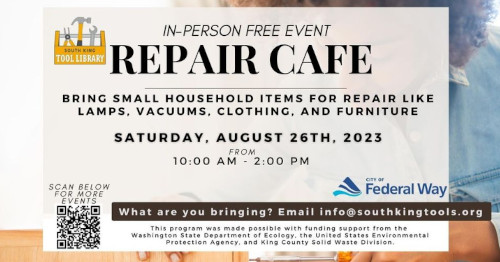 SOUTH KING
TOOL LIBRARY
IN-PERSON FREE EVENT
REPAIR CAFE
BRING SMALL HOUSEHOLD ITEMS FOR REPAIR LIKE
LAMPS, VACUUMS, CLOTHING, AND FURNITURE
SATURDAY, AUGUST 26TH, 2023
FROM
10:00 AM - 2:00 PM
SCAN BELOW
FOR MORE
EVENTS
CITY OF
Federal Way
What are you bringing? Email info@southkingtools.org
This program was made possible with funding support from the
Washington State Department of Ecology, the United States Environmental
Protection Agency, and King County Solid Waste Division.